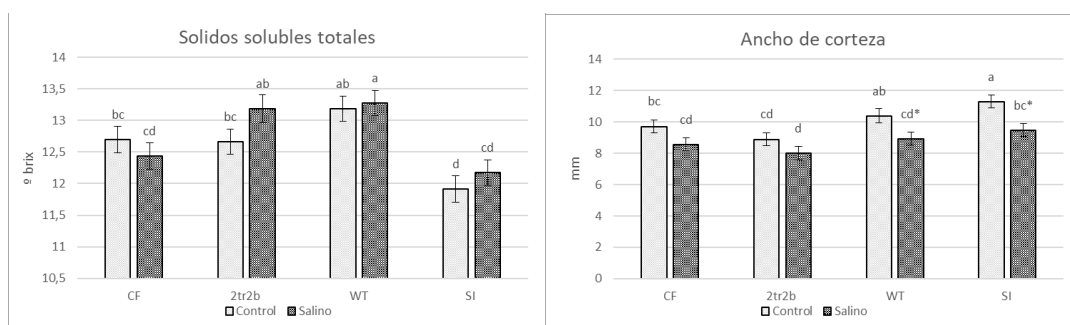 Solidos solubles totales
14
13,5
13
12,5
12
11,5
11
10,5
º brix
bc
cd
bc
ab
ab
a
d
cd
CF
2tr2b
WT
SI
Control
Salino
Ancho de corteza
14
12
10
8
6
4
2
0
mm
bc
cd
cd
d
ab
cd*
a
bc*
CF
2tr2b
WT
SI
Control
Salino